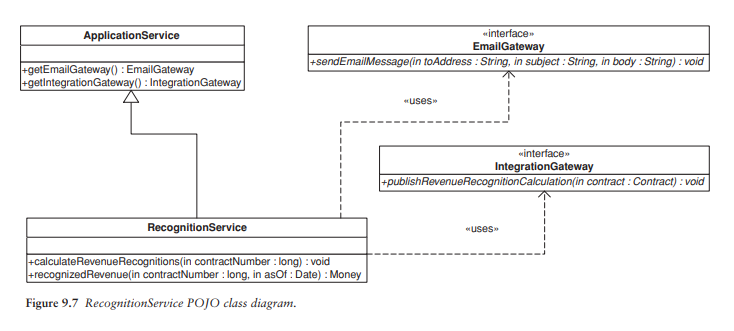 ApplicationService
+getEmailGateway() : EmailGateway
+getIntegrationGateway() : IntegrationGateway
«interface»
EmailGateway
+sendEmailMessage(in toAddress : String, in subject : String, in body : String) : void
«uses»
«interface»
IntegrationGateway
+publishRevenueRecognitionCalculation(in contract : Contract) : void
«uses»
RecognitionService
+calculateRevenueRecognitions(in contractNumber : long) : void
+recognizedRevenue(in contractNumber : long, in asOf : Date) : Money
Figure 9.7 RecognitionService POJO class diagram.